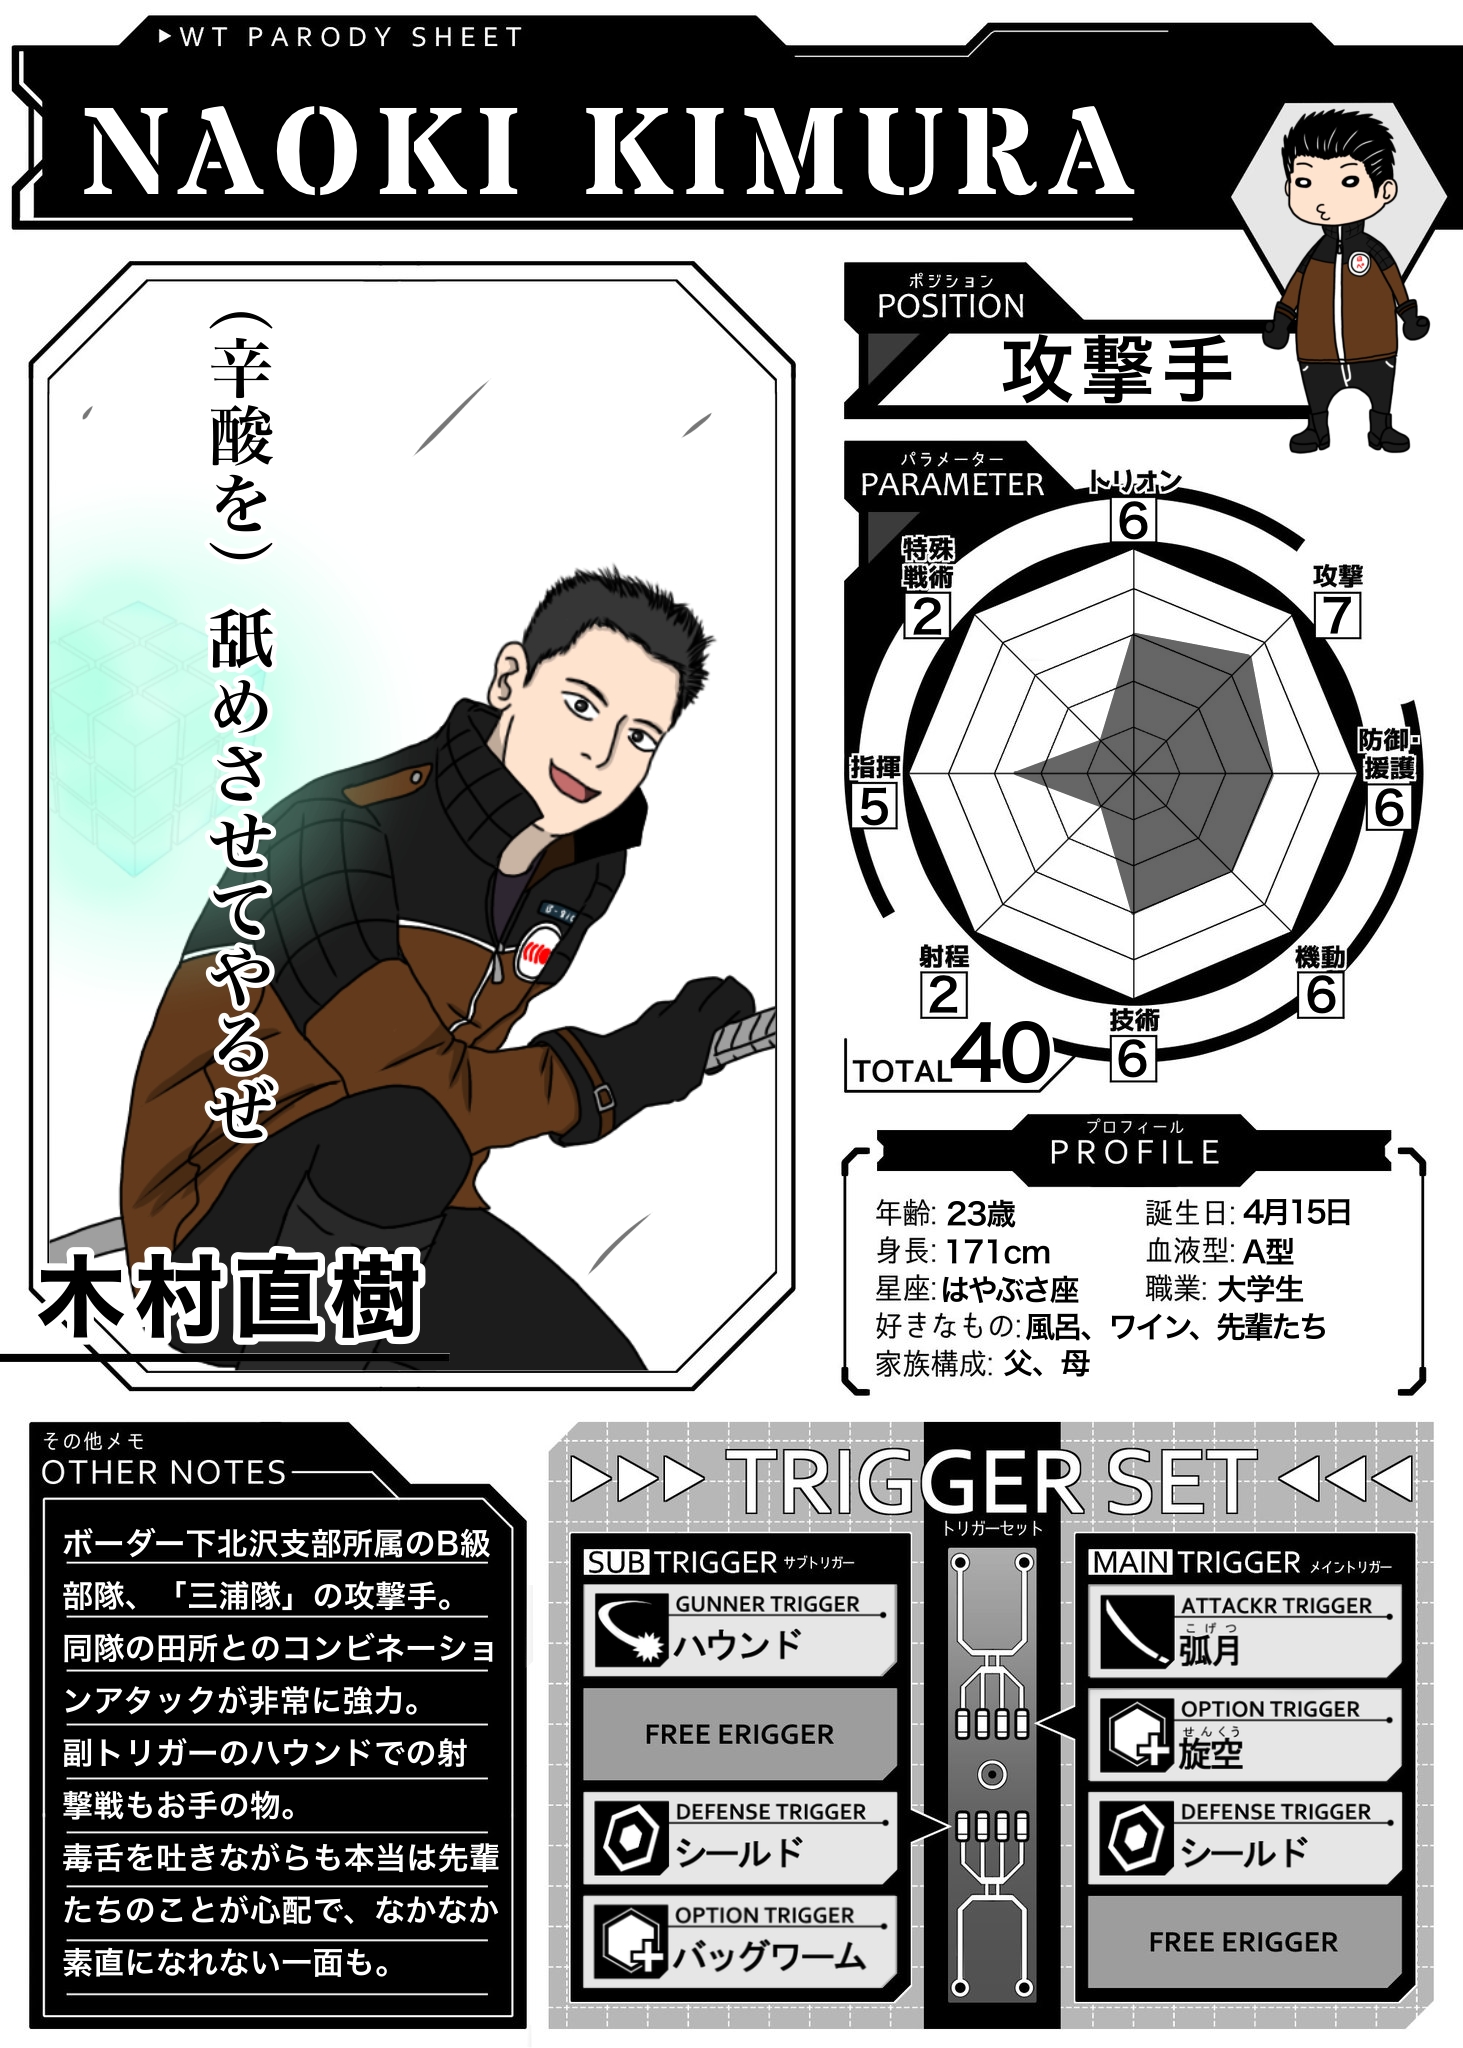 WT PARODY SHEET
NAOKI KIMURA
(辛酸を) 舐めさせてやるぜ
木村直樹
ポジション
POSITION
攻撃手
パラメーター
PARAMETER
トリオン
6
攻撃
7
防御・
援護
6
機動
6
技術
6
射程
2
指揮
5
特殊
戦術
2
TOTAL 40
プロフィール
PROFILE
年齢: 23歳 誕生日: 4月15日
身長: 171cm 血液型: A型
星座: はやぶさ座 職業: 大学生
好きなもの: 風呂、ワイン、先輩たち
家族構成: 父、母
その他メモ
OTHER NOTES
ボーダー下北沢支部所属のB級
部隊、「三浦隊」の攻撃手。
同隊の田所とのコンビネーショ
ンアタックが非常に強力。
副トリガーのハウンドでの射
撃戦もお手の物。
毒舌を吐きながらも本当は先輩
たちのことが心配で、なかなか
素直になれない一面も。
TRIGGER SET
トリガーセット
SUB TRIGGER サブトリガー
GUNNER TRIGGER
ハウンド
FREE ERIGGER
DEFENSE TRIGGER
シールド
OPTION TRIGGER
バッグワーム
MAIN TRIGGER メイントリガー
ATTACKR TRIGGER
こげつ
弧月
OPTION TRIGGER
せんくう
旋空
DEFENSE TRIGGER
シールド
FREE ERIGGER